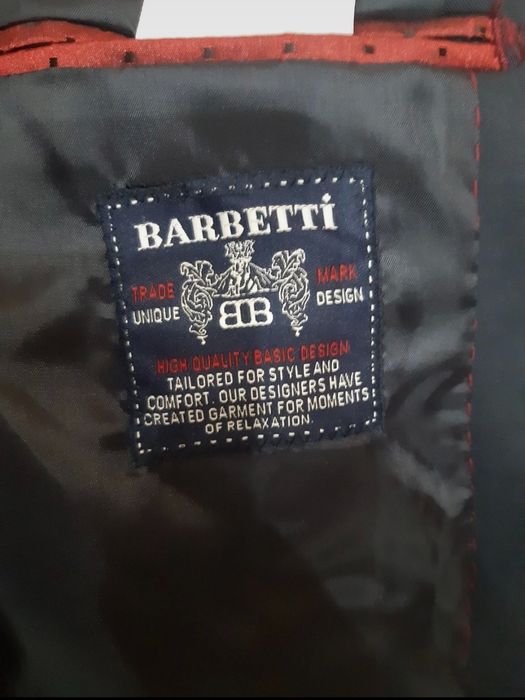 BARBETTİ
TRADE MARK
UNIQUE DESIGN
BB
HIGH QUALITY BASIC DESIGN
TAILORED FOR STYLE AND
COMFORT. OUR DESIGNERS HAVE
CREATED GARMENT FOR MOMENTS
OF RELAXATION.